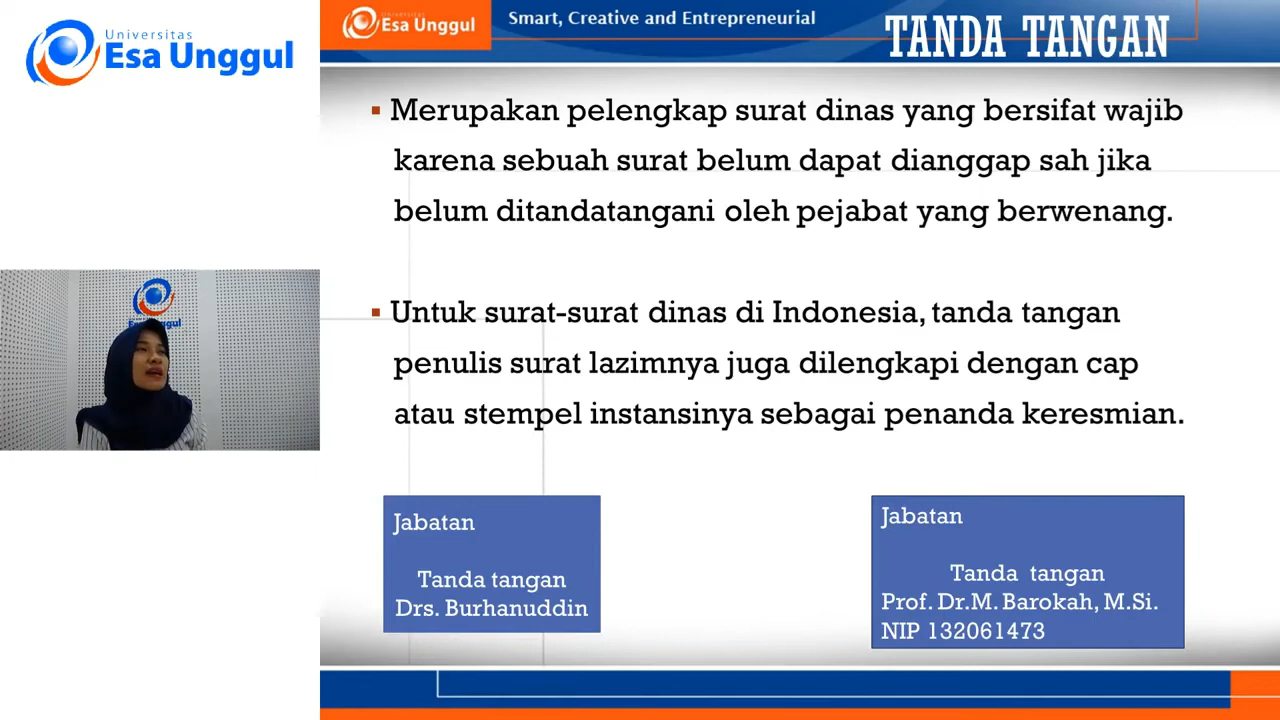 Universitas
Esa Unggul
Universitas
Esa Unggul
Smart, Creative and Entrepreneurial
TANDA TANGAN
▪ Merupakan pelengkap surat dinas yang bersifat wajib
karena sebuah surat belum dapat dianggap sah jika
belum ditandatangani oleh pejabat yang berwenang.
▪ Untuk surat-surat dinas di Indonesia, tanda tangan
penulis surat lazimnya juga dilengkapi dengan cap
atau stempel instansinya sebagai penanda keresmian.
Jabatan
Tanda tangan
Drs. Burhanuddin
Jabatan
Tanda tangan
Prof. Dr.M. Barokah, M.Si.
NIP 132061473